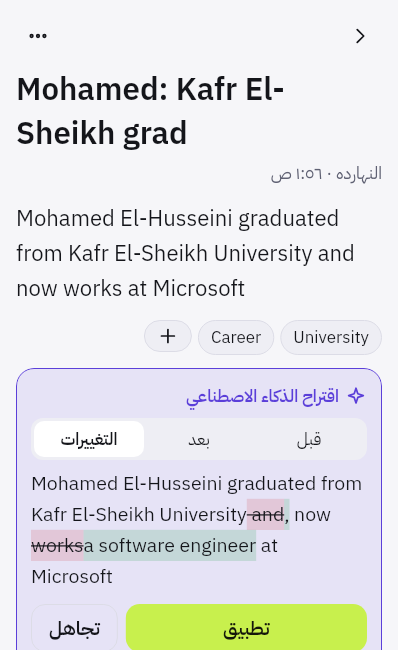 Mohamed: Kafr El-
Sheikh grad
النهارده · ١:٥٦ ص
Mohamed El-Husseini graduated
from Kafr El-Sheikh University and
now works at Microsoft
University
Career
+
اقتراح الذكاء الاصطناعي
قبل
بعد
التغييرات
Mohamed El-Husseini graduated from
Kafr El-Sheikh University and, now
worksa software engineer at
Microsoft
تطبيق
تجاهل